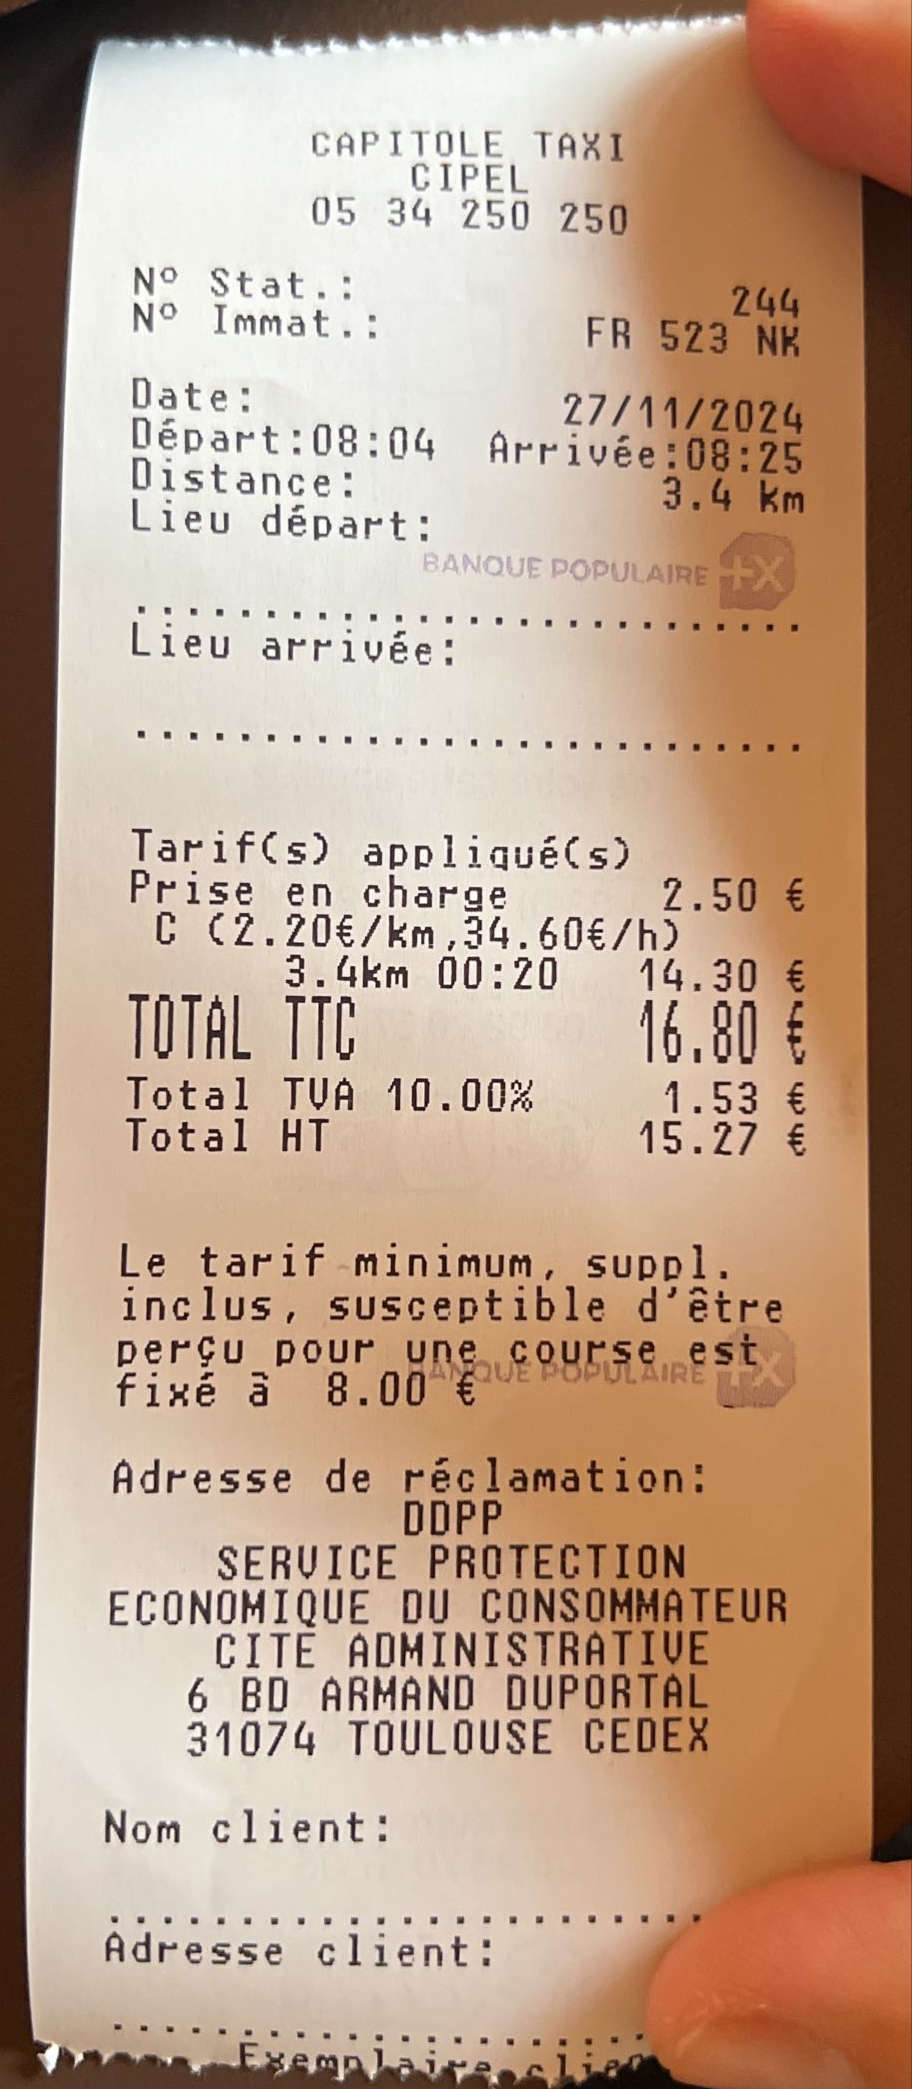 CAPITOLE TAXI
CIPEL
05 34 250 250
N° Stat.: 244
N° Immat.: FR 523 NK
Date: 27/11/2024
Départ:08:04 Arrivée:08:25
Distance: 3.4 km
Lieu départ:
BANQUE POPULAIRE +X
..........................
Lieu arrivée:
..........................
Tarif(s) appliqué(s)
Prise en charge 2.50 €
C (2.20€/km,34.60€/h)
3.4km 00:20 14.30 €
TOTAL TTC 16.80 €
Total TVA 10.00% 1.53 €
Total HT 15.27 €
Le tarif minimum, suppl.
inclus, susceptible d'être
perçu pour une course est
BANQUE POPULAIRE +X
fixé à 8.00 €
Adresse de réclamation:
DDPP
SERVICE PROTECTION
ECONOMIQUE DU CONSOMMATEUR
CITE ADMINISTRATIVE
6 BD ARMAND DUPORTAL
31074 TOULOUSE CEDEX
Nom client:
.......................
Adresse client:
.....................
Exemplaire clien